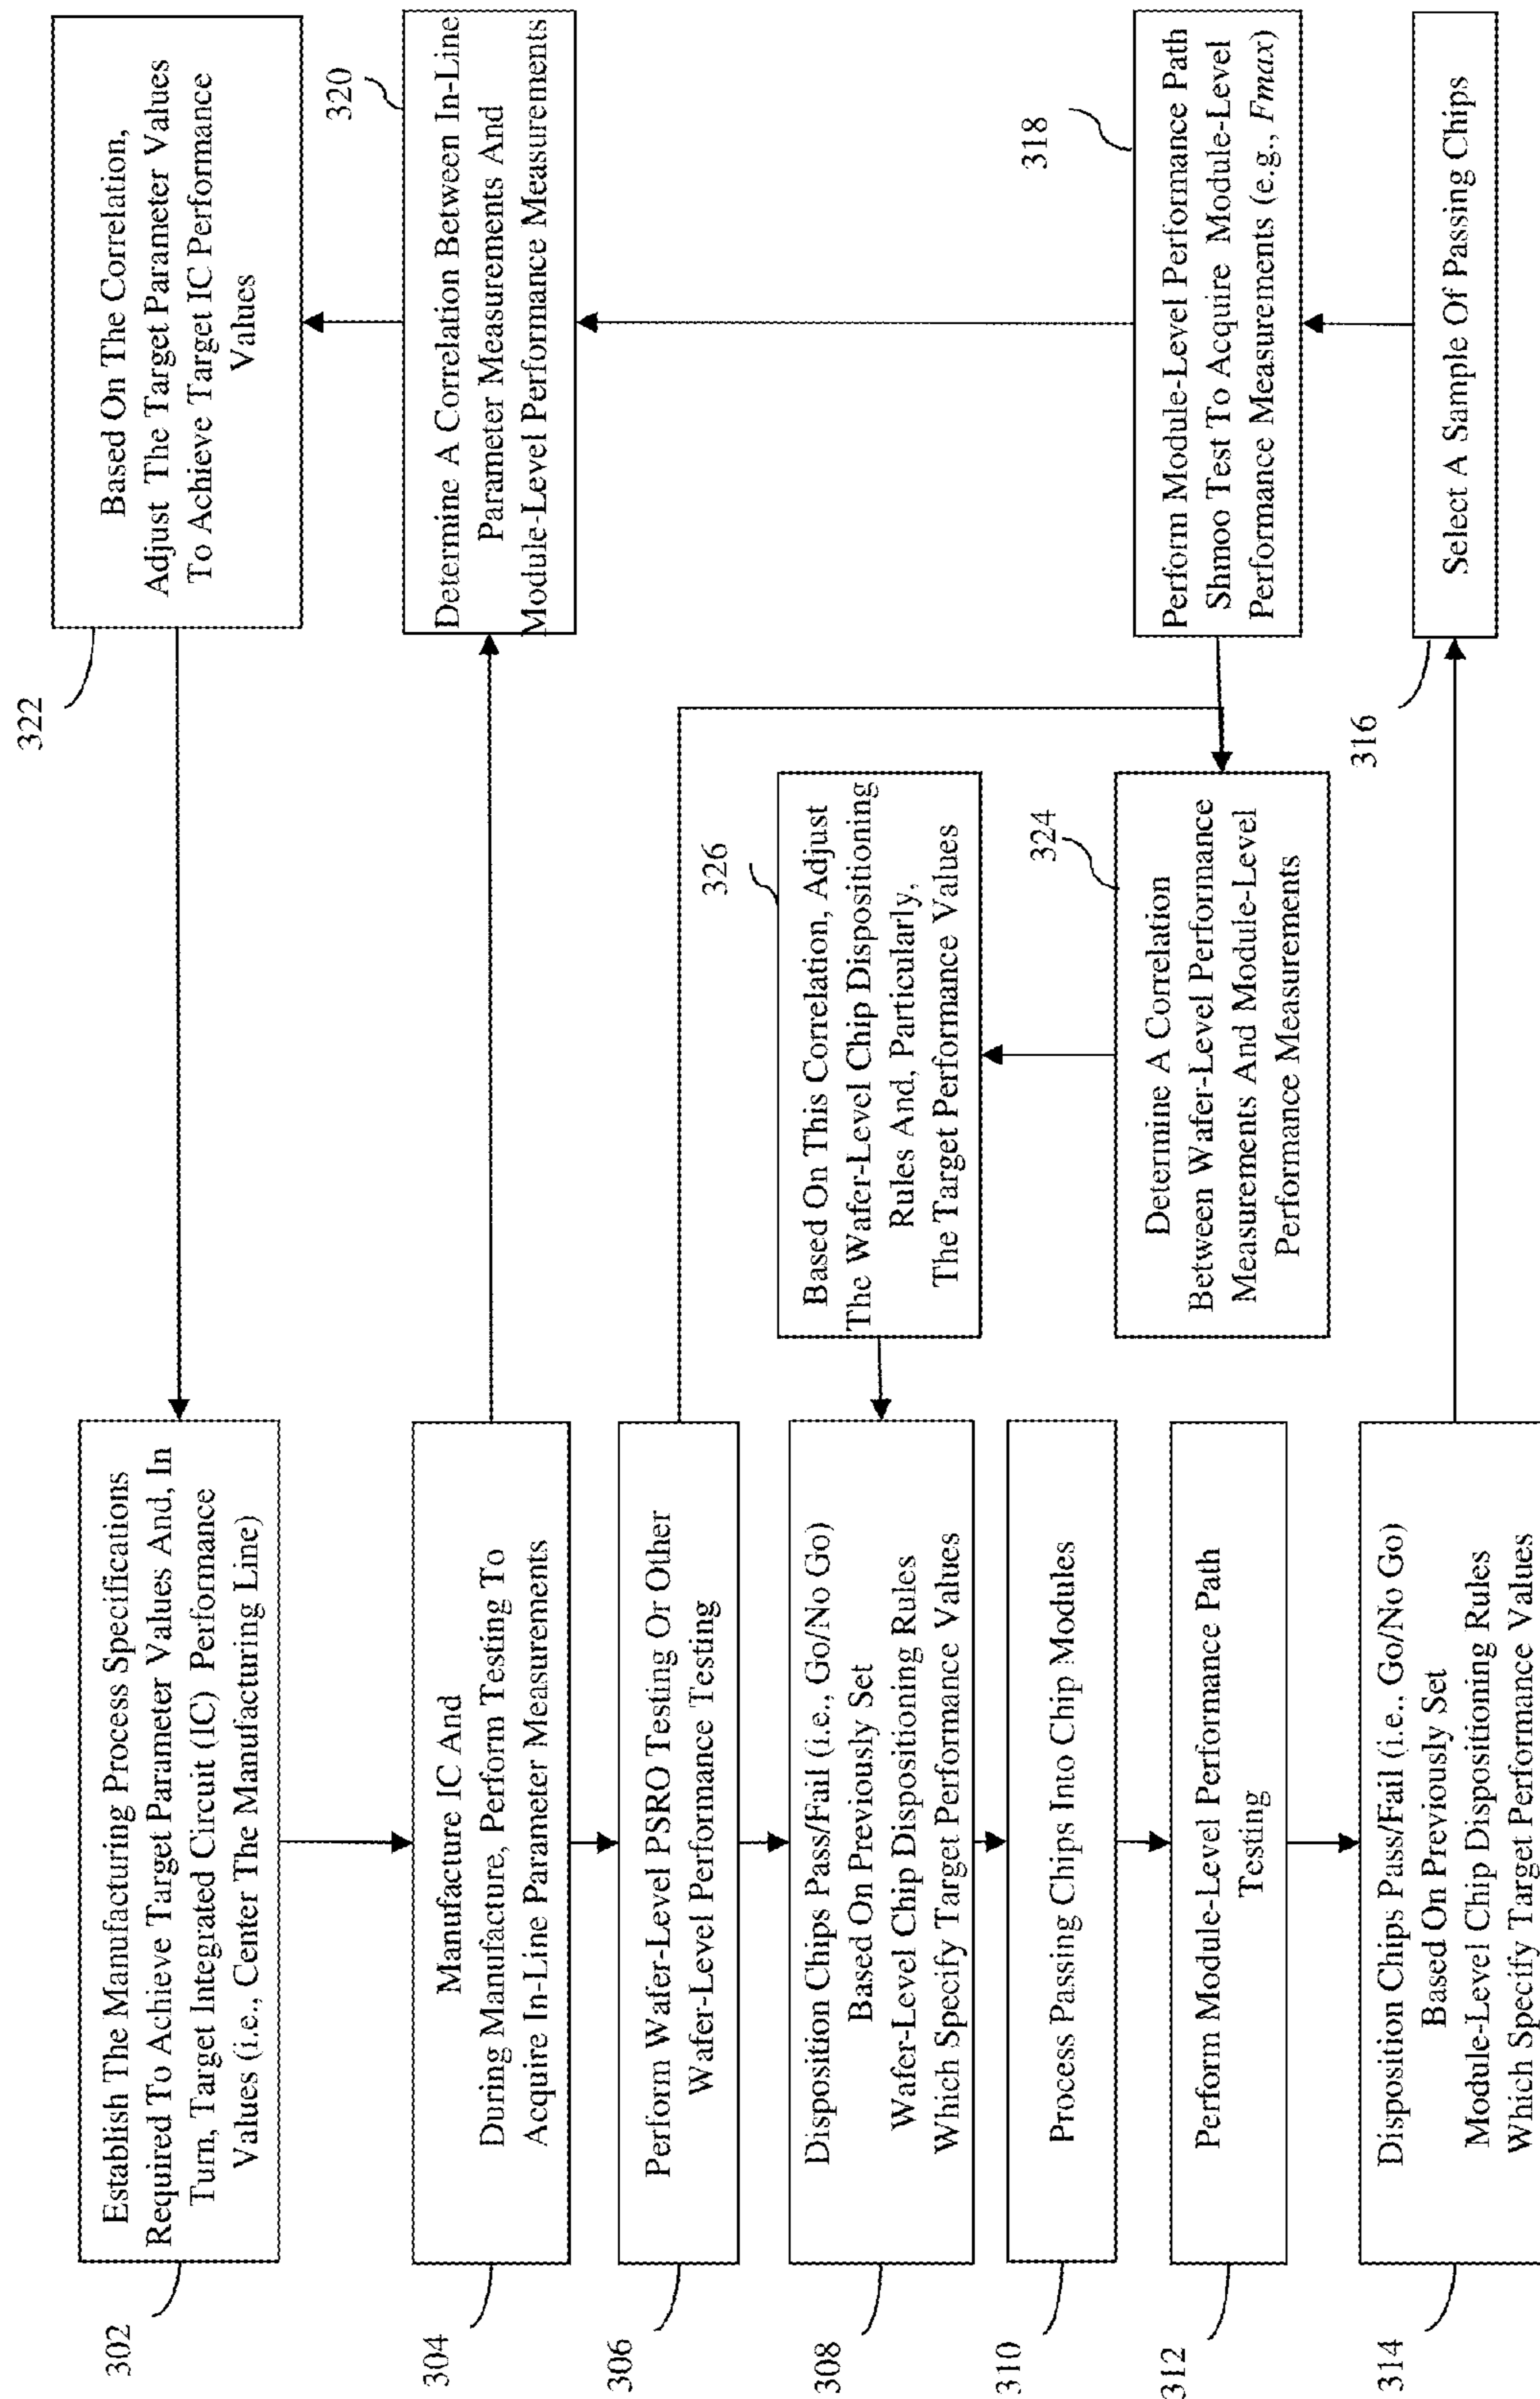 302
Establish The Manufacturing Process Specifications
Required To Achieve Target Parameter Values And, In
Turn, Target Integrated Circuit (IC) Performance
Values (i.e., Center The Manufacturing Line)
304
Manufacture IC And
During Manufacture, Perform Testing To
Acquire In-Line Parameter Measurements
306
Perform Wafer-Level PSRO Testing Or Other
Wafer-Level Performance Testing
308
Disposition Chips Pass/Fail (i.e., Go/No Go)
Based On Previously Set
Wafer-Level Chip Dispositioning Rules
Which Specify Target Performance Values
310
Process Passing Chips Into Chip Modules
312
Perform Module-Level Performance Path
Testing
314
Disposition Chips Pass/Fail (i.e., Go/No Go)
Based On Previously Set
Module-Level Chip Dispositioning Rules
Which Specify Target Performance Values
316
Select A Sample Of Passing Chips
318
Perform Module-Level Performance Path
Shmoo Test To Acquire Module-Level
Performance Measurements (e.g., Fmax)
320
Determine A Correlation Between In-Line
Parameter Measurements And
Module-Level Performance Measurements
322
Based On The Correlation,
Adjust The Target Parameter Values
To Achieve Target IC Performance
Values
324
Determine A Correlation
Between Wafer-Level Performance
Measurements And Module-Level
Performance Measurements
326
Based On This Correlation, Adjust
The Wafer-Level Chip Dispositioning
Rules And, Particularly,
The Target Performance Values